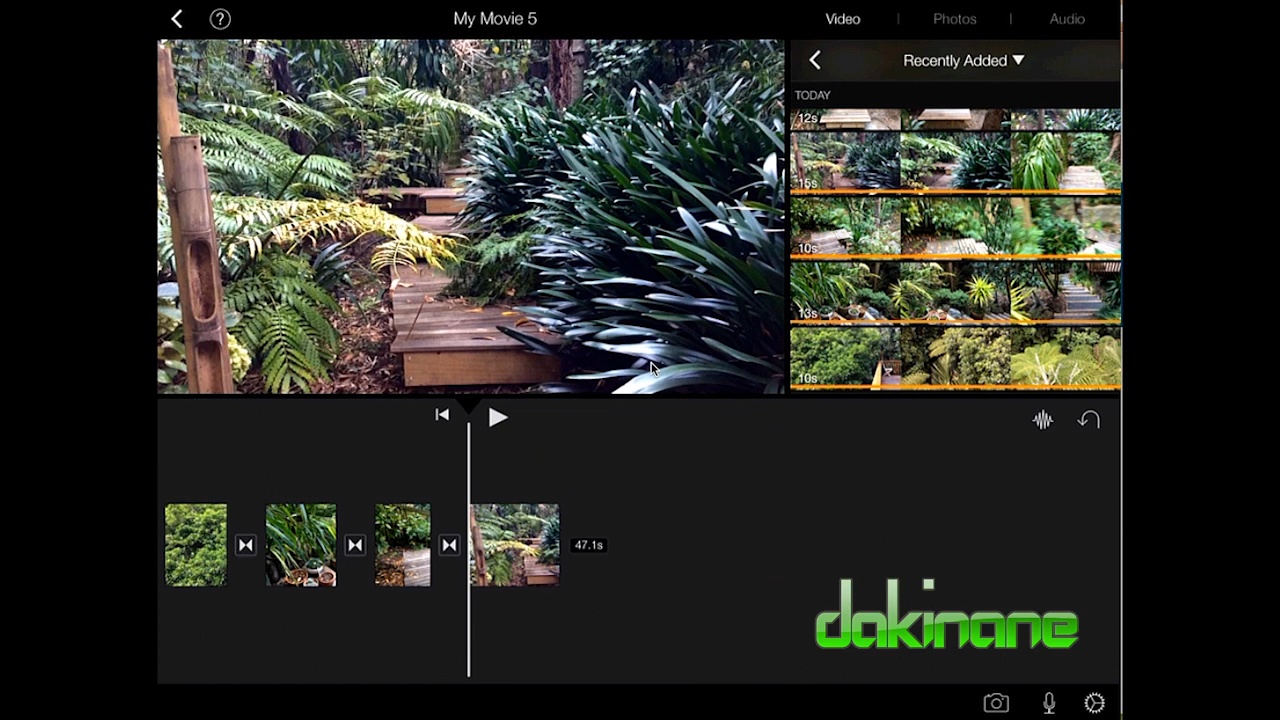 ?
My Movie 5
Video
Photos
Audio
Recently Added ▼
TODAY
12s
15s
10s
13s
10s
47.1s
dakinane